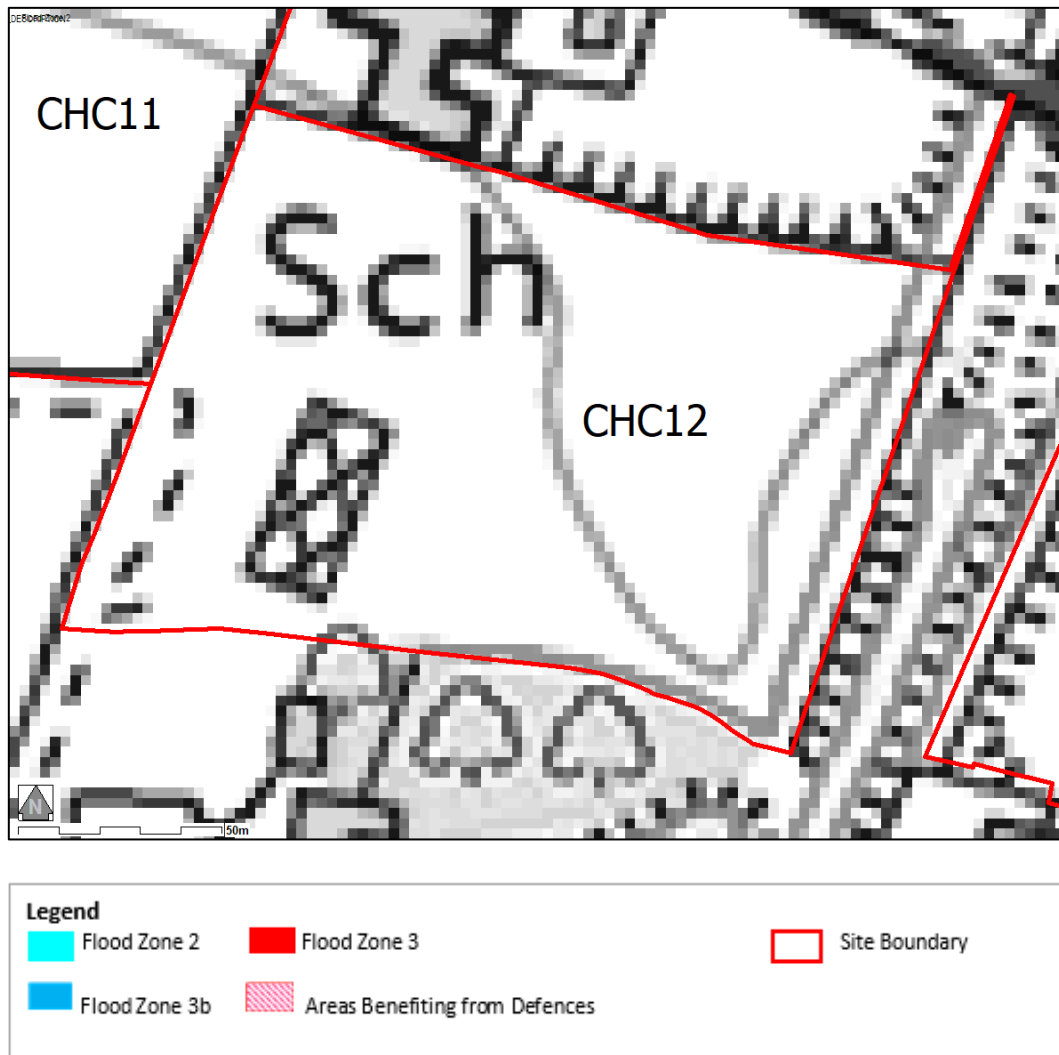 CHC11
Sch
CHC12
N
50m
Legend
Flood Zone 2
Flood Zone 3
Site Boundary
Flood Zone 3b
Areas Benefiting from Defences